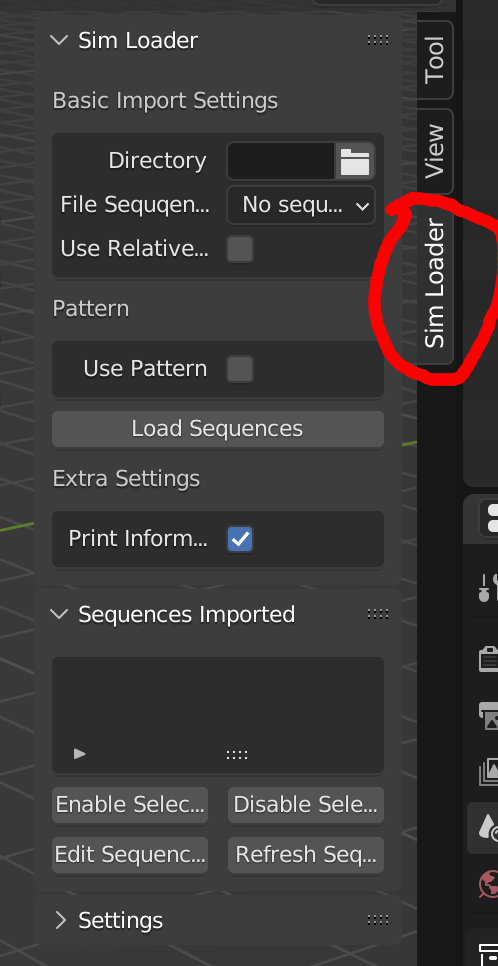 Sim Loader
Basic Import Settings
Directory
File Sequqen... No sequ...
Use Relative...
Pattern
Use Pattern
Load Sequences
Extra Settings
Print Inform...
Sequences Imported
Enable Selec... Disable Sele...
Edit Sequenc... Refresh Seq...
Settings
Tool
View
Sim Loader